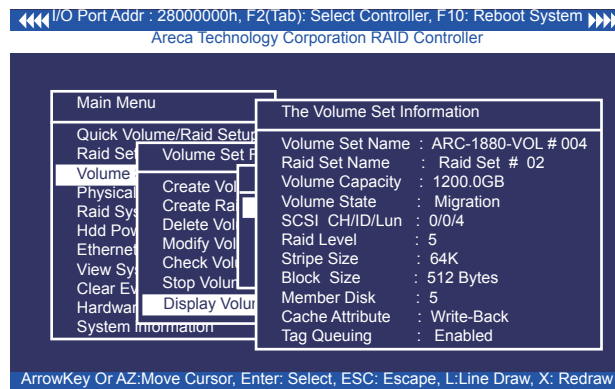 I/O Port Addr : 28000000h, F2(Tab): Select Controller, F10: Reboot System
Areca Technology Corporation RAID Controller
Main Menu
Quick Volume/Raid Setup
Raid Set
Volume
Physical
Raid Sys
Hdd Pow
Ethernet
View Sys
Clear Ev
Hardwar
System Information
Volume Set F
Create Vol
Create Ra
Delete Vol
Modify Vol
Check Volu
Stop Volum
Display Volum
The Volume Set Information
Volume Set Name : ARC-1880-VOL # 004
Raid Set Name : Raid Set # 02
Volume Capacity : 1200.0GB
Volume State : Migration
SCSI CH/ID/Lun : 0/0/4
Raid Level : 5
Stripe Size : 64K
Block Size : 512 Bytes
Member Disk : 5
Cache Attribute : Write-Back
Tag Queuing : Enabled
ArrowKey Or AZ:Move Cursor, Enter: Select, ESC: Escape, L:Line Draw, X: Redraw